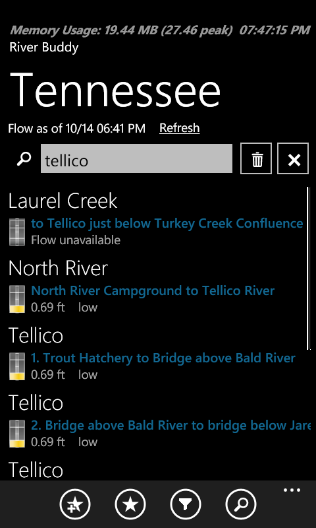 Memory Usage: 19.44 MB (27.46 peak) 07:47:15 PM
River Buddy
Tennessee
Flow as of 10/14 06:41 PM Refresh
tellico
Laurel Creek
to Tellico just below Turkey Creek Confluence
Flow unavailable
North River
North River Campground to Tellico River
0.69 ft low
Tellico
1. Trout Hatchery to Bridge above Bald River
0.69 ft low
Tellico
2. Bridge above Bald River to bridge below Jare
0.69 ft low
Tellico